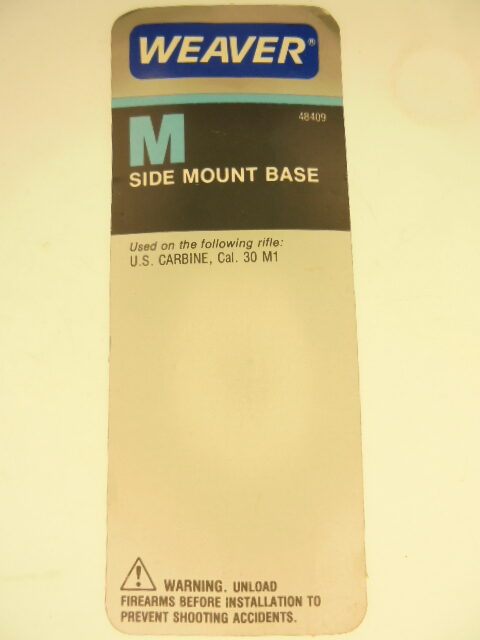 WEAVER®
48409
M
SIDE MOUNT BASE
Used on the following rifle:
U.S. CARBINE, Cal. 30 M1
WARNING. UNLOAD
FIREARMS BEFORE INSTALLATION TO
PREVENT SHOOTING ACCIDENTS.